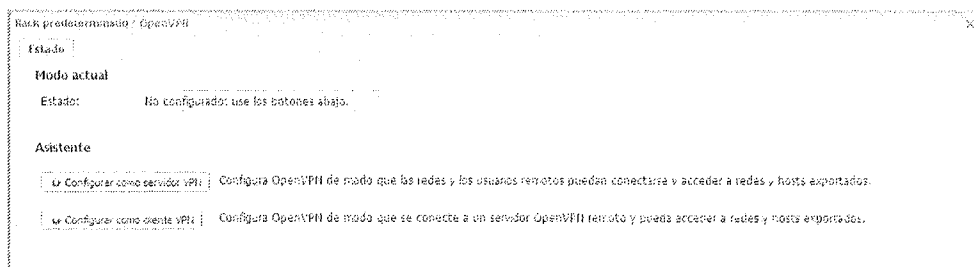 Rack predeterminado / OpenVPN
Estado
Modo actual
Estado: No configurado: use los botones abajo.
Asistente
Configurar como servidor VPN Configura OpenVPN de modo que las redes y los usuarios remotos puedan conectarse y acceder a redes y hosts exportados.
Configurar como cliente VPN Configura OpenVPN de modo que se conecte a un servidor OpenVPN remoto y pueda acceder a redes y hosts exportados.